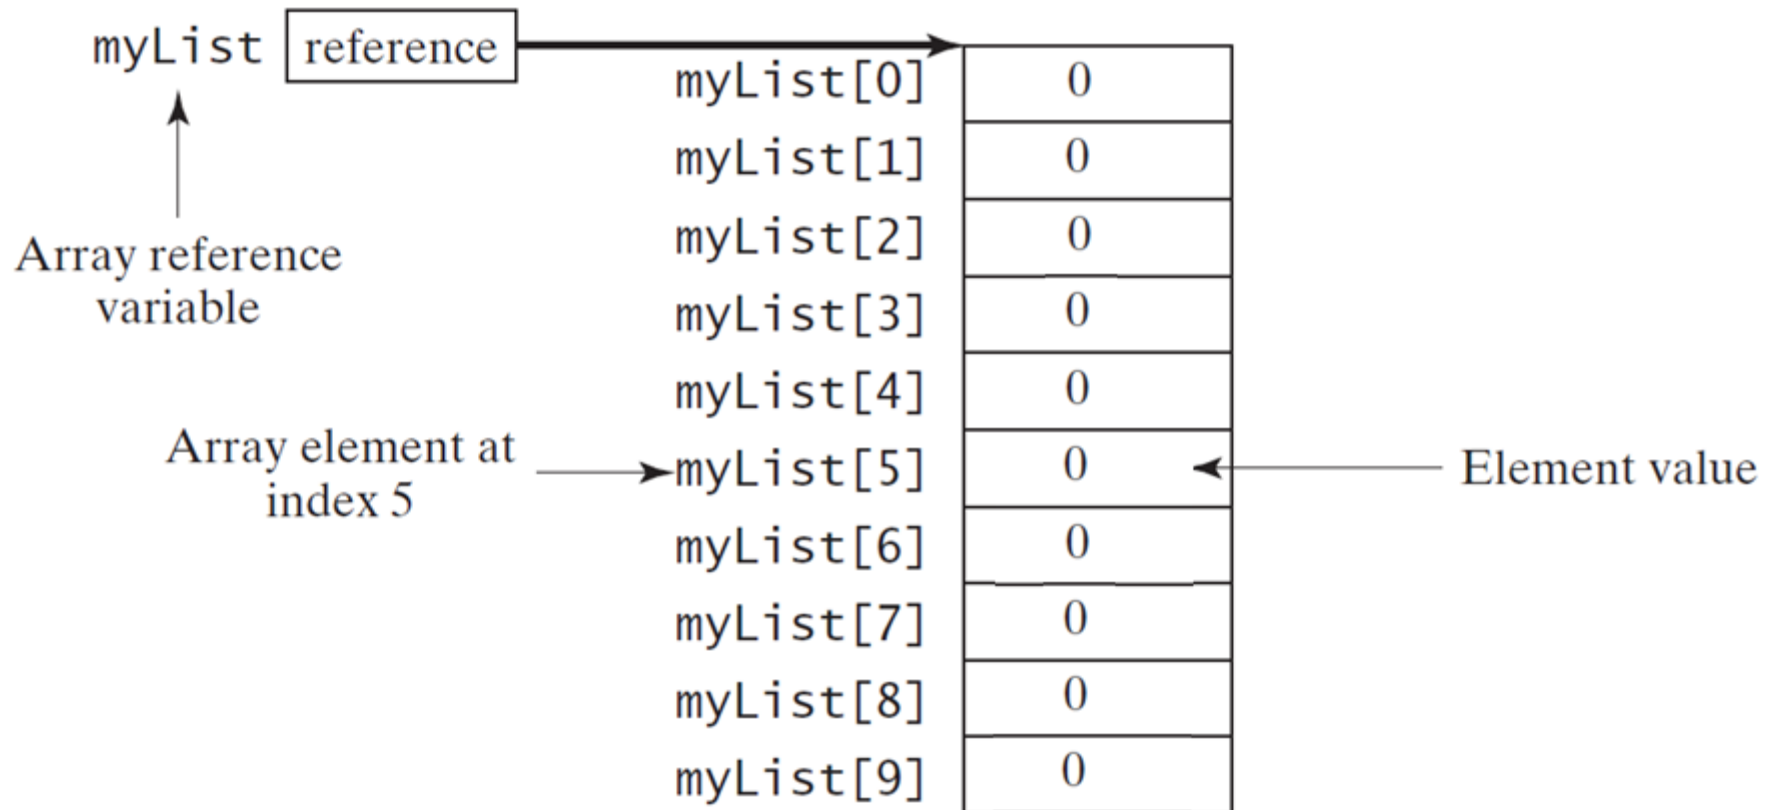 myList reference
myList[0] 0
myList[1] 0
myList[2] 0
Array reference
variable
myList[3] 0
myList[4] 0
Array element at
index 5
myList[5] 0 Element value
myList[6] 0
myList[7] 0
myList[8] 0
myList[9] 0